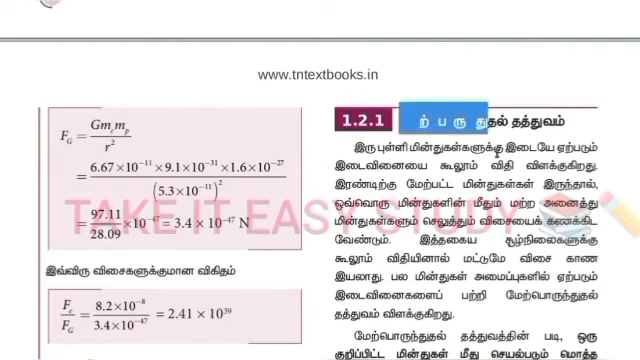 www.tntextbooks.in
F_G = Gm_e m_p / r²
= 6.67×10⁻¹¹×9.1×10⁻³¹×1.6×10⁻²⁷ / (5.3×10⁻¹¹)²
= 97.11 / 28.09 ×10⁻⁴⁷ = 3.4 × 10⁻⁴⁷ N
இவ்விரு விசைகளுக்குமான விகிதம்
F_e / F_G = 8.2×10⁻⁸ / 3.4×10⁻⁴⁷ = 2.41 × 10³⁹
1.2.1 ற் ப ரு துதல் தத்துவம்
இரு புள்ளி மின்துகள்களுக்கு இடையே ஏற்படும்
இடைவினையை கூலூம் விதி விளக்குகிறது.
இரண்டிற்கு மேற்பட்ட மின்துகள்கள் இருந்தால்,
ஒவ்வொரு மின்துகளின் மீதும் மற்ற அனைத்து
மின்துகள்களும் செலுத்தும் விசையைக் கணக்கிட
வேண்டும். இத்தகைய சூழ்நிலைகளுக்கு
கூலூம் விதியினால் மட்டுமே விசை காண
இயலாது. பல மின்துகள் அமைப்புகளில் ஏற்படும்
இடைவினைகளைப் பற்றி மேற்பொருந்துதல்
தத்துவம் விளக்குகிறது.
மேற்பொருந்துதல் தத்துவத்தின் படி, ஒரு
குறிப்பிட்ட மின்துகள் மீது செயல்படும் மொத்த
TAKE IT EASY STUDY